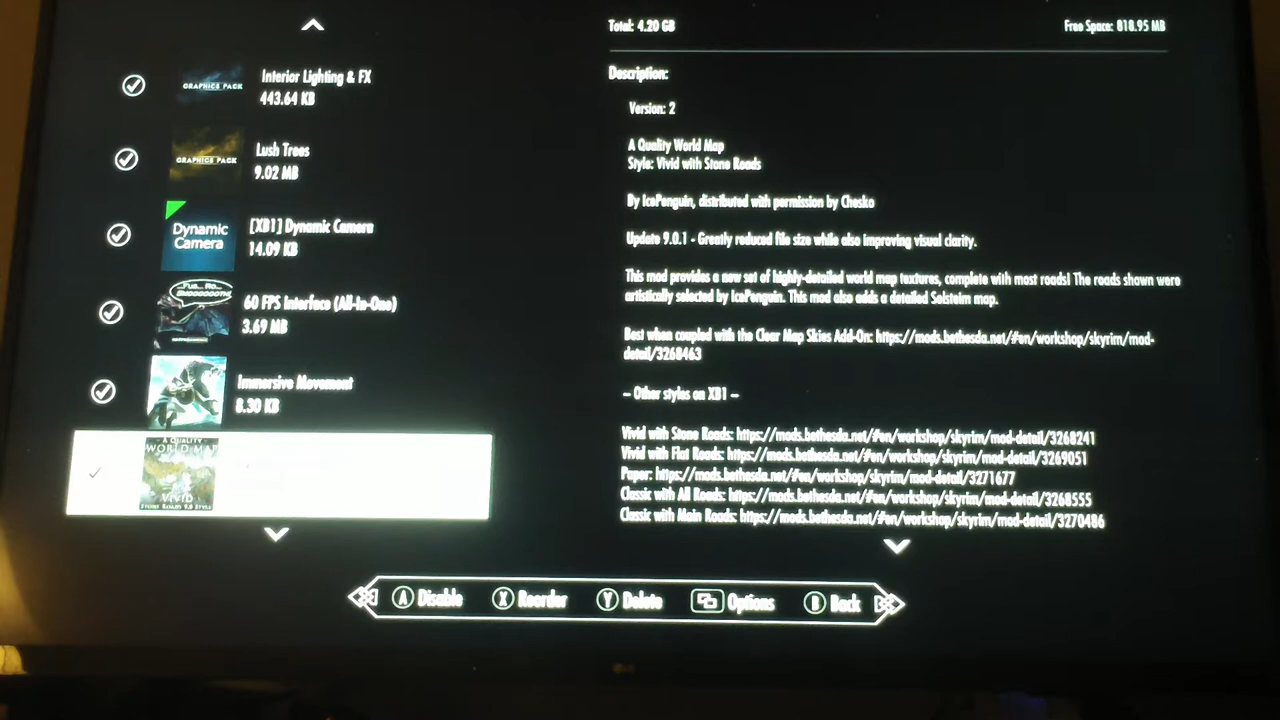 Total: 4.20 GB
Free Space: 818.95 MB
GRAPHICS PACK
Interior Lighting & FX
443.64 KB
GRAPHICS PACK
Lush Trees
9.02 MB
Dynamic
Camera
[XB1] Dynamic Camera
14.09 KB
60 FPS Interface (All-In-One)
3.69 MB
Immersive Movement
8.30 KB
A QUALITY
WORLD MAP
VIVID
STONE ROADS 9.0 STYLE
Description:
Version: 2
A Quality World Map
Style: Vivid with Stone Roads
By IcePenguin, distributed with permission by Chesko
Update 9.0.1 - Greatly reduced file size while also improving visual clarity.
This mod provides a new set of highly-detailed world map textures, complete with most roads! The roads shown were
artistically selected by IcePenguin. This mod also adds a detailed Solsteim map.
Best when coupled with the Clear Map Skies Add-On: https://mods.bethesda.net/#en/workshop/skyrim/mod-
detail/3268463
-- Other styles on XB1 --
Vivid with Stone Roads: https://mods.bethesda.net/#en/workshop/skyrim/mod-detail/3268241
Vivid with Flat Roads: https://mods.bethesda.net/#en/workshop/skyrim/mod-detail/3269051
Paper: https://mods.bethesda.net/#en/workshop/skyrim/mod-detail/3271677
Classic with All Roads: https://mods.bethesda.net/#en/workshop/skyrim/mod-detail/3268555
Classic with Main Roads: https://mods.bethesda.net/#en/workshop/skyrim/mod-detail/3270486
A Disable
X Reorder
Y Delete
Options
B Back